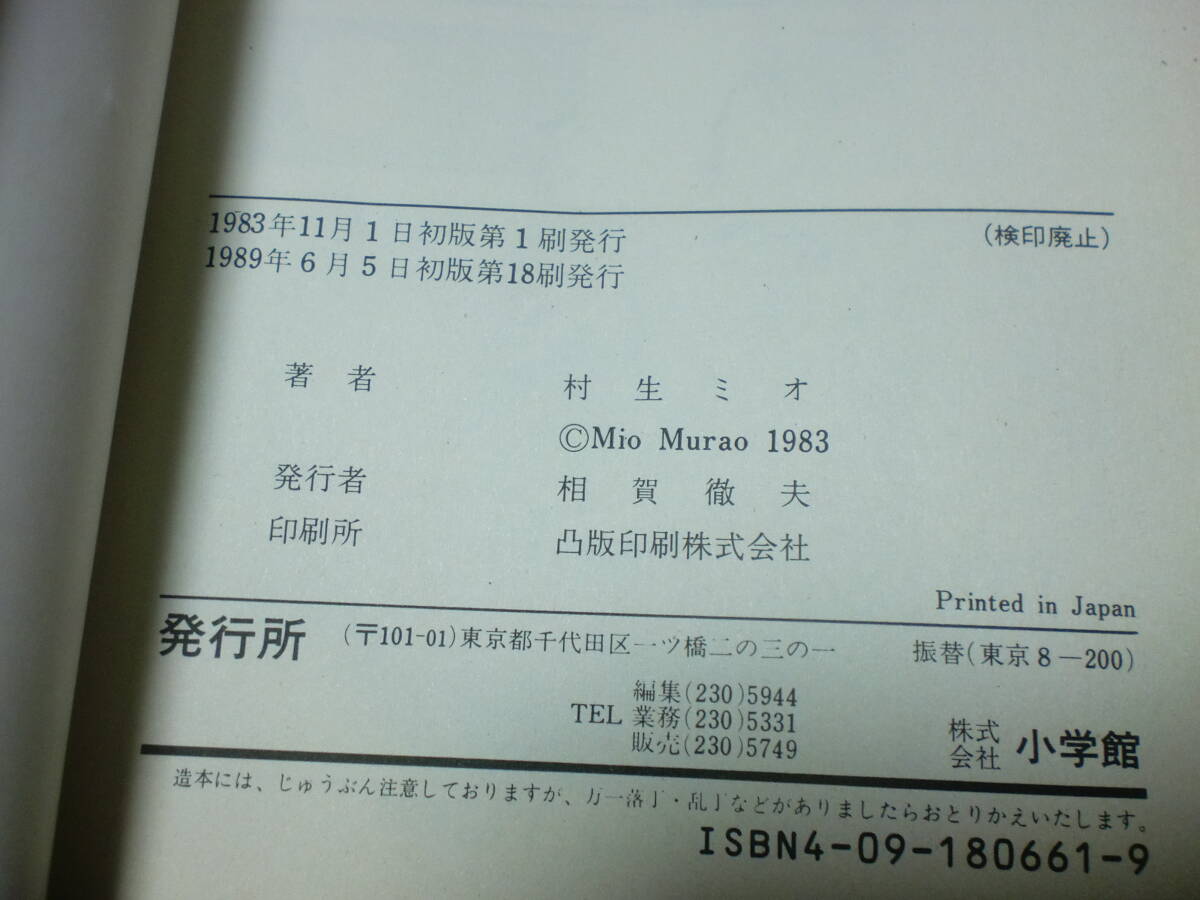 1983年11月1日初版第1刷発行
(検印廃止)
1989年6月5日初版第18刷発行
著者 村生ミオ
©Mio Murao 1983
発行者 相賀徹夫
印刷所 凸版印刷株式会社
Printed in Japan
発行所 (〒101-01)東京都千代田区一ツ橋二の三の一 振替(東京8-200)
編集(230)5944
TEL 業務(230)5331
販売(230)5749
株式会社 小学館
造本には、じゅうぶん注意しておりますが、万一落丁・乱丁などがありましたらおとりかえいたします。
ISBN4-09-180661-9